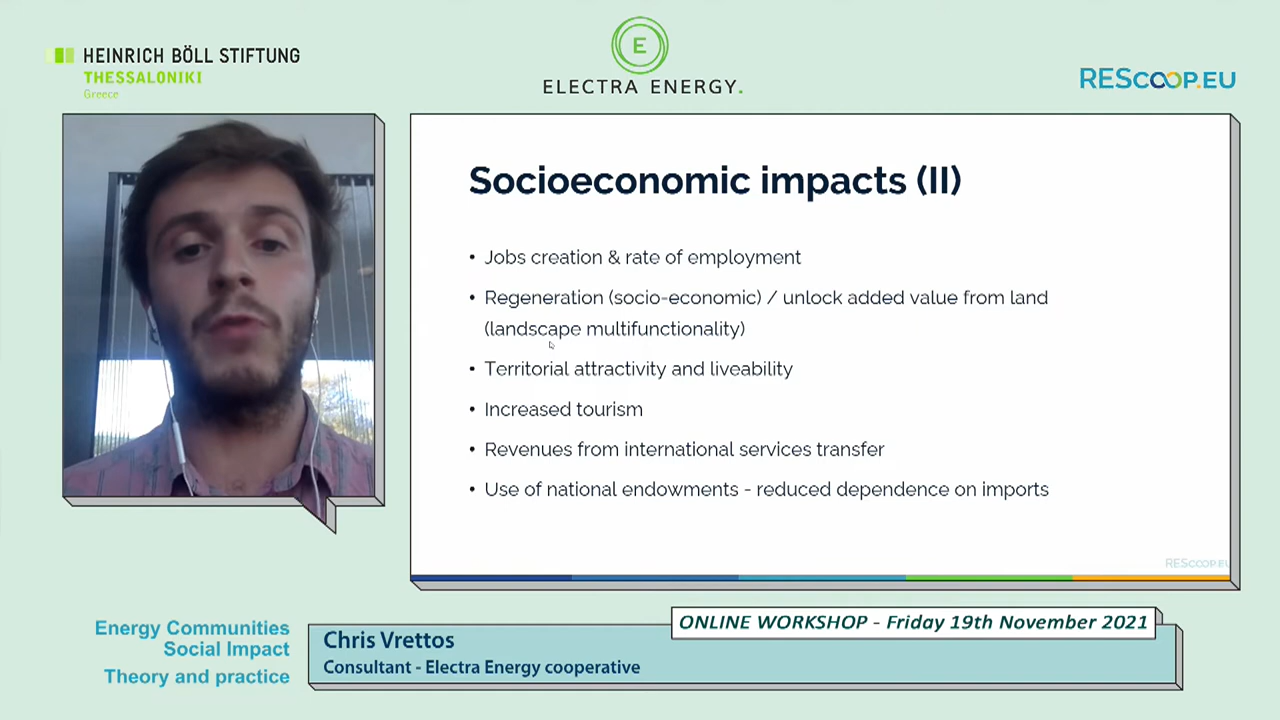 HEINRICH BÖLL STIFTUNG
THESSALONIKI
Greece
E
ELECTRA ENERGY.
REScoop.EU
Socioeconomic impacts (II)
• Jobs creation & rate of employment
• Regeneration (socio-economic) / unlock added value from land
(landscape multifunctionality)
• Territorial attractivity and liveability
• Increased tourism
• Revenues from international services transfer
• Use of national endowments - reduced dependence on imports
REScoop.EU
ONLINE WORKSHOP - Friday 19th November 2021
Energy Communities
Social Impact
Theory and practice
Chris Vrettos
Consultant - Electra Energy cooperative